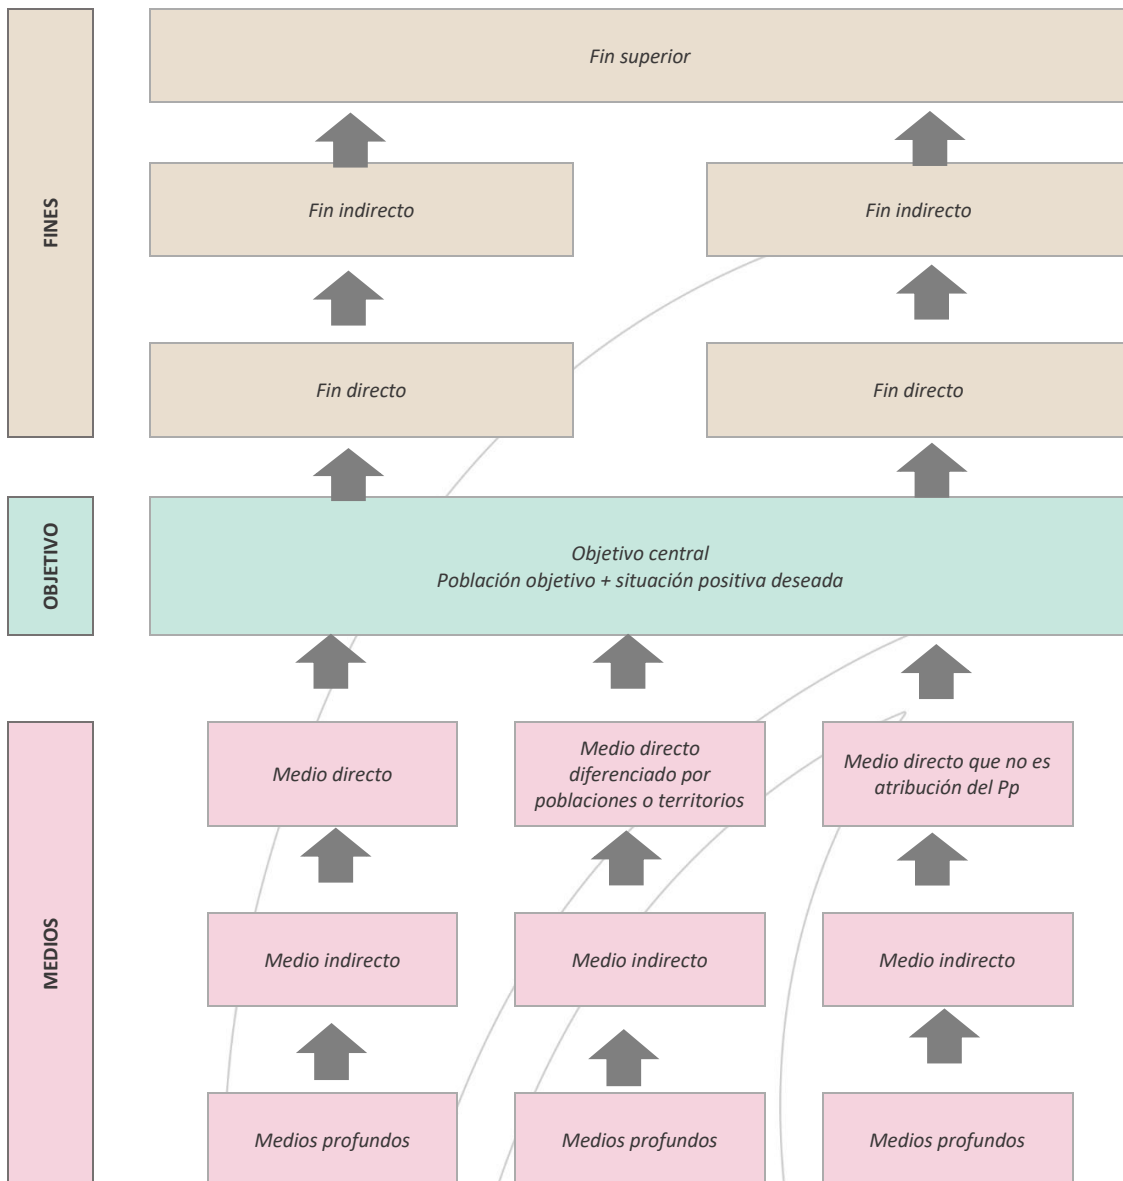 FINES
Fin superior
Fin indirecto
Fin indirecto
Fin directo
Fin directo
OBJETIVO
Objetivo central
Población objetivo + situación positiva deseada
MEDIOS
Medio directo
Medio directo
diferenciado por
poblaciones o territorios
Medio directo que no es
atribución del Pp
Medio indirecto
Medio indirecto
Medio indirecto
Medios profundos
Medios profundos
Medios profundos